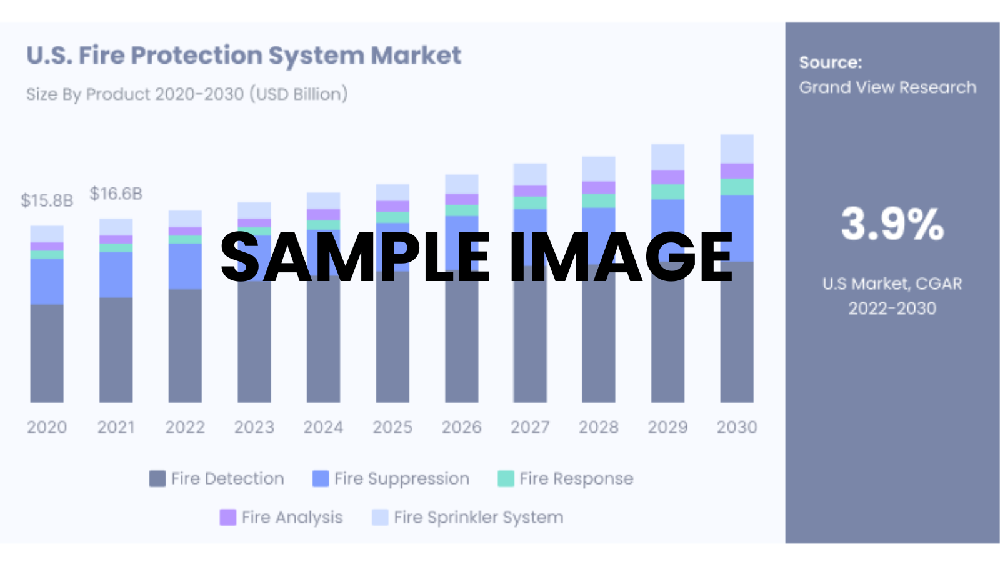 U.S. Fire Protection System Market
Size By Product 2020-2030 (USD Billion)
$15.8B
$16.6B
SAMPLE IMAGE
2020 2021 2022 2023 2024 2025 2026 2027 2028 2029 2030
Fire Detection Fire Suppression Fire Response
Fire Analysis Fire Sprinkler System
Source:
Grand View Research
3.9%
U.S Market, CGAR
2022-2030